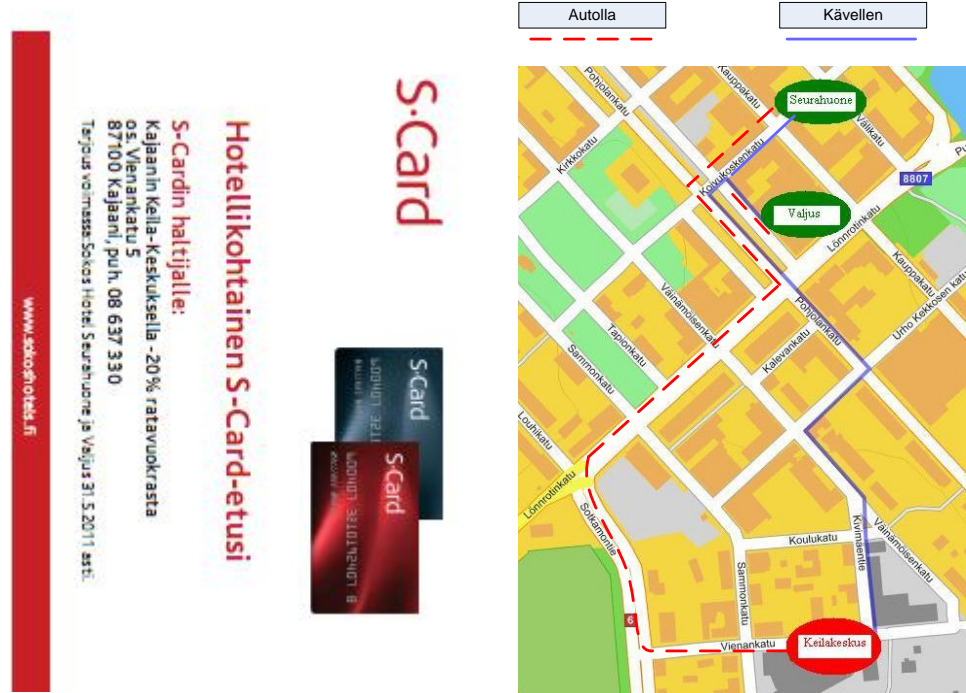 S-Card
Hotellikohtainen S-Card-etusi
S-Cardin haltijalle:
Kajaanin Keila-Keskuksella -20% ratavuokrasta
os. Vienankatu 5
87100 Kajaani, puh. 08 637 330
Tarjous voimassa: Sokos Hotel Seurahuone ja Valjus 31.5.2011 asti.
www.sokoshotels.fi
S-Card
S-Card
Autolla
Kävellen
Seurahuone
Valjus
Keilakeskus
Kauppakatu
Pohjolankatu
Kirkkokatu
Koivukoskenkatu
Välikatu
8807
Lönnrotinkatu
Kauppakatu
Urho Kekkosen katu
Väinämöisenkatu
Pohjolankatu
Tapionkatu
Kalevankatu
Sammonkatu
Louhikatu
Lönnrotinkatu
Sotkamontie
Koulukatu
Kivimäentie
Väinämöisenkatu
Sammonkatu
6
Vienankatu